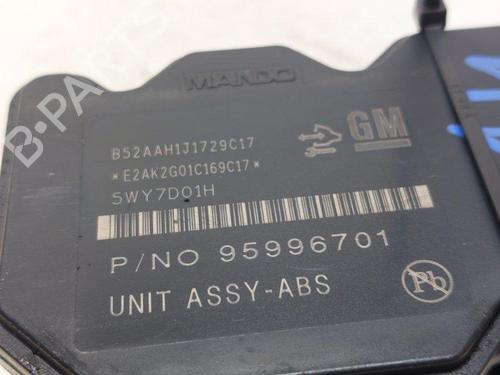 MANDO
B52AAH1J1729C17
*E2AK2G01C169C17*
5WY7D01H
GM
P/NO 95996701
UNIT ASSY-ABS
Pb
B-Parts